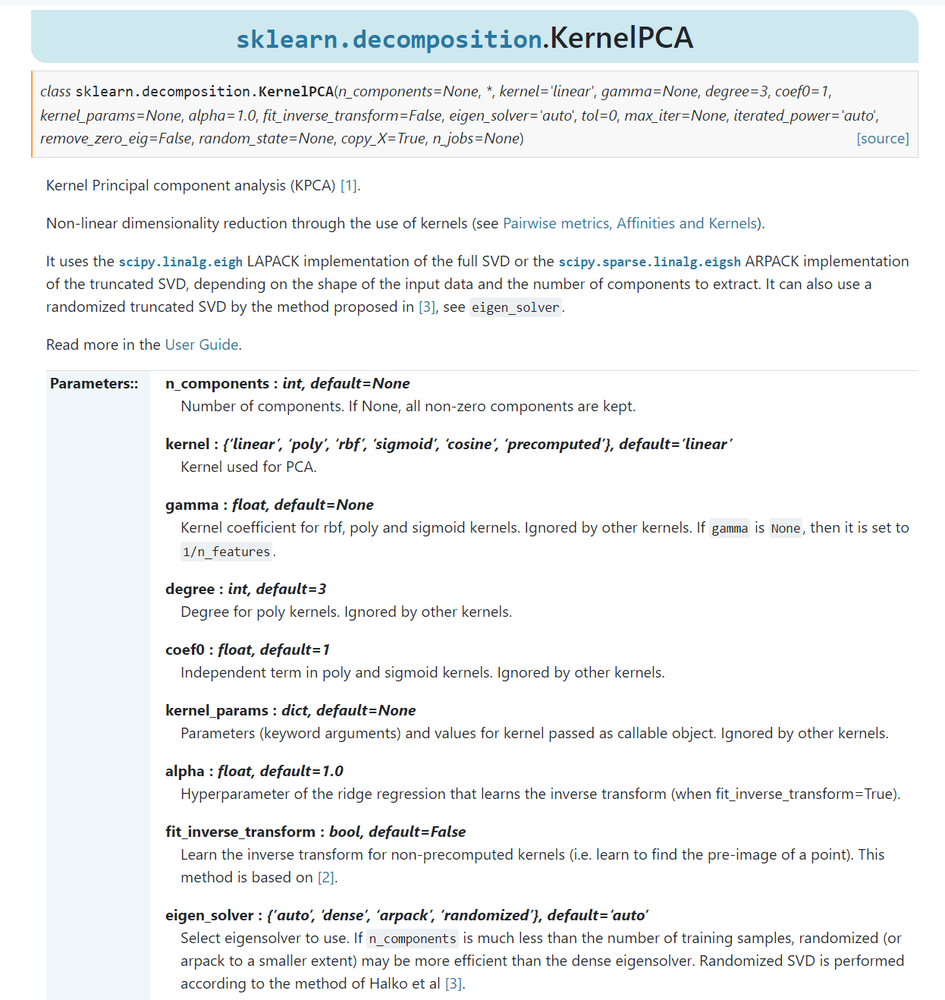 sklearn.decomposition.KernelPCA
class sklearn.decomposition.KernelPCA(n_components=None, *, kernel='linear', gamma=None, degree=3, coef0=1,
kernel_params=None, alpha=1.0, fit_inverse_transform=False, eigen_solver='auto', tol=0, max_iter=None, iterated_power='auto',
remove_zero_eig=False, random_state=None, copy_X=True, n_jobs=None) [source]
Kernel Principal component analysis (KPCA) [1].
Non-linear dimensionality reduction through the use of kernels (see Pairwise metrics, Affinities and Kernels).
It uses the scipy.linalg.eigh LAPACK implementation of the full SVD or the scipy.sparse.linalg.eigsh ARPACK implementation
of the truncated SVD, depending on the shape of the input data and the number of components to extract. It can also use a
randomized truncated SVD by the method proposed in [3], see eigen_solver.
Read more in the User Guide.
Parameters:: n_components : int, default=None
Number of components. If None, all non-zero components are kept.
kernel : {‘linear’, ‘poly’, ‘rbf’, ‘sigmoid’, ‘cosine’, ‘precomputed’}, default=’linear’
Kernel used for PCA.
gamma : float, default=None
Kernel coefficient for rbf, poly and sigmoid kernels. Ignored by other kernels. If gamma is None, then it is set to
1/n_features.
degree : int, default=3
Degree for poly kernels. Ignored by other kernels.
coef0 : float, default=1
Independent term in poly and sigmoid kernels. Ignored by other kernels.
kernel_params : dict, default=None
Parameters (keyword arguments) and values for kernel passed as callable object. Ignored by other kernels.
alpha : float, default=1.0
Hyperparameter of the ridge regression that learns the inverse transform (when fit_inverse_transform=True).
fit_inverse_transform : bool, default=False
Learn the inverse transform for non-precomputed kernels (i.e. learn to find the pre-image of a point). This
method is based on [2].
eigen_solver : {‘auto’, ‘dense’, ‘arpack’, ‘randomized’}, default=’auto’
Select eigensolver to use. If n_components is much less than the number of training samples, randomized (or
arpack to a smaller extent) may be more efficient than the dense eigensolver. Randomized SVD is performed
according to the method of Halko et al [3].